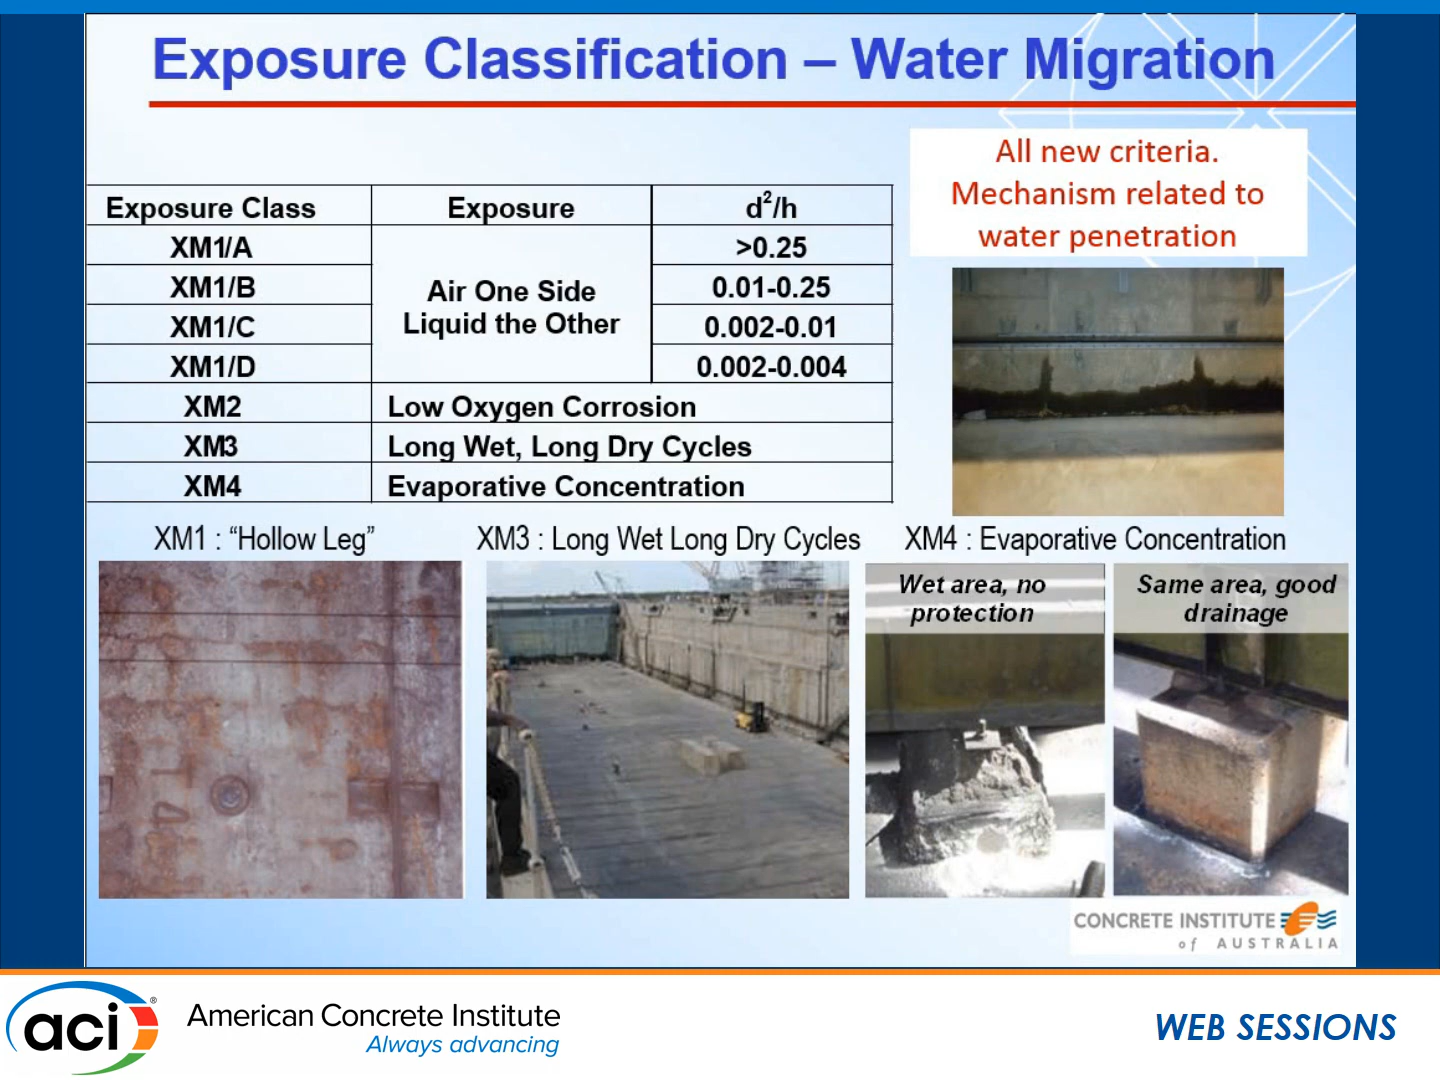 Exposure Classification – Water Migration
All new criteria.
Mechanism related to
water penetration
Exposure Class Exposure d²/h
XM1/A >0.25
XM1/B 0.01-0.25
XM1/C 0.002-0.01
XM1/D 0.002-0.004
Air One Side
Liquid the Other
XM2 Low Oxygen Corrosion
XM3 Long Wet, Long Dry Cycles
XM4 Evaporative Concentration
XM1 : “Hollow Leg”
XM3 : Long Wet Long Dry Cycles
XM4 : Evaporative Concentration
Wet area, no
protection
Same area, good
drainage
CONCRETE INSTITUTE
of AUSTRALIA
aci®
American Concrete Institute
Always advancing
WEB SESSIONS